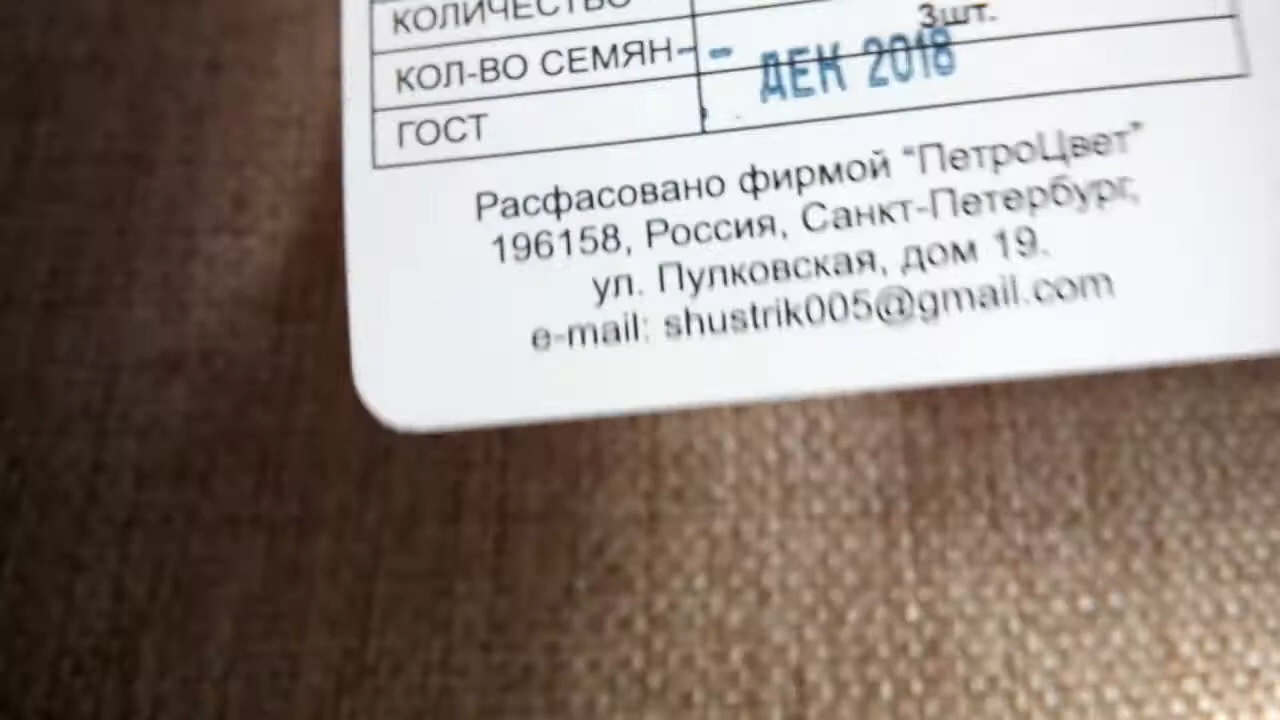 КОЛИЧЕСТВО
3шт.
КОЛ-ВО СЕМЯН-
- ДЕК 2018
ГОСТ
Расфасовано фирмой "ПетроЦвет"
196158, Россия, Санкт-Петербург,
ул. Пулковская, дом 19.
e-mail: shustrik005@gmail.com